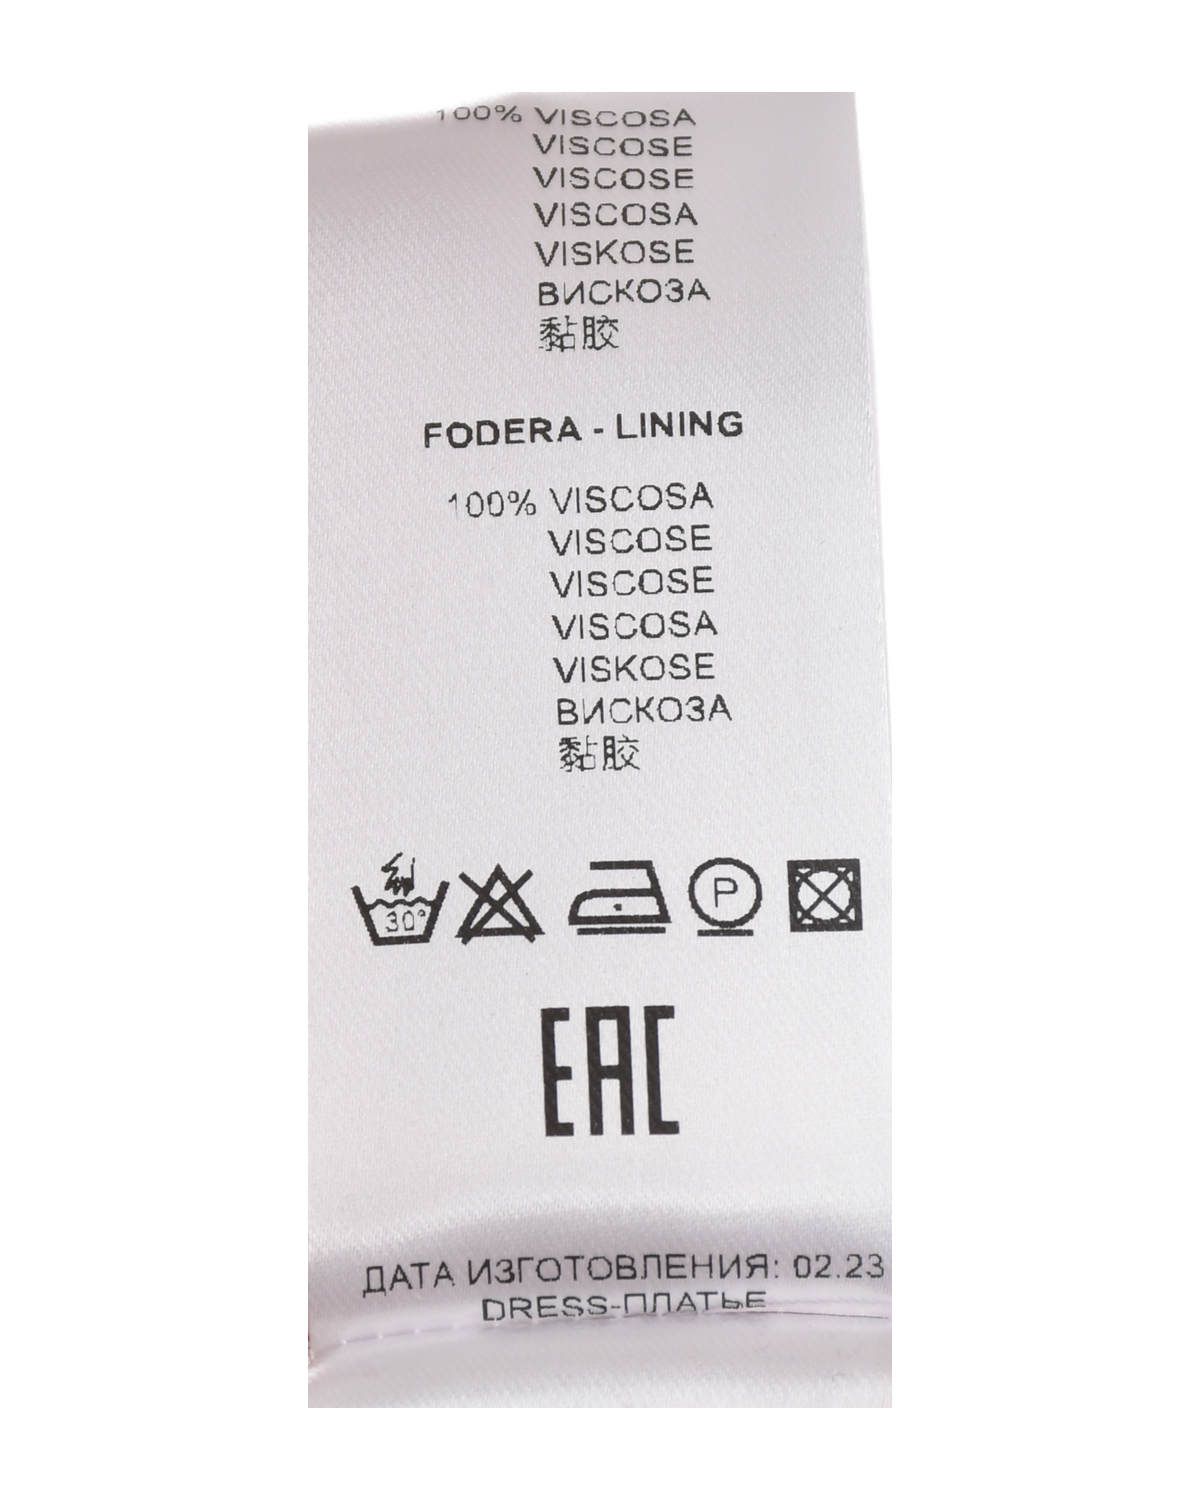 100% VISCOSA
VISCOSE
VISCOSE
VISCOSA
VISKOSE
ВИСКОЗА
黏胶
FODERA - LINING
100% VISCOSA
VISCOSE
VISCOSE
VISCOSA
VISKOSE
ВИСКОЗА
黏胶
30°
P
EAC
ДАТА ИЗГОТОВЛЕНИЯ: 02.23
DRESS-ПЛАТЬЕ